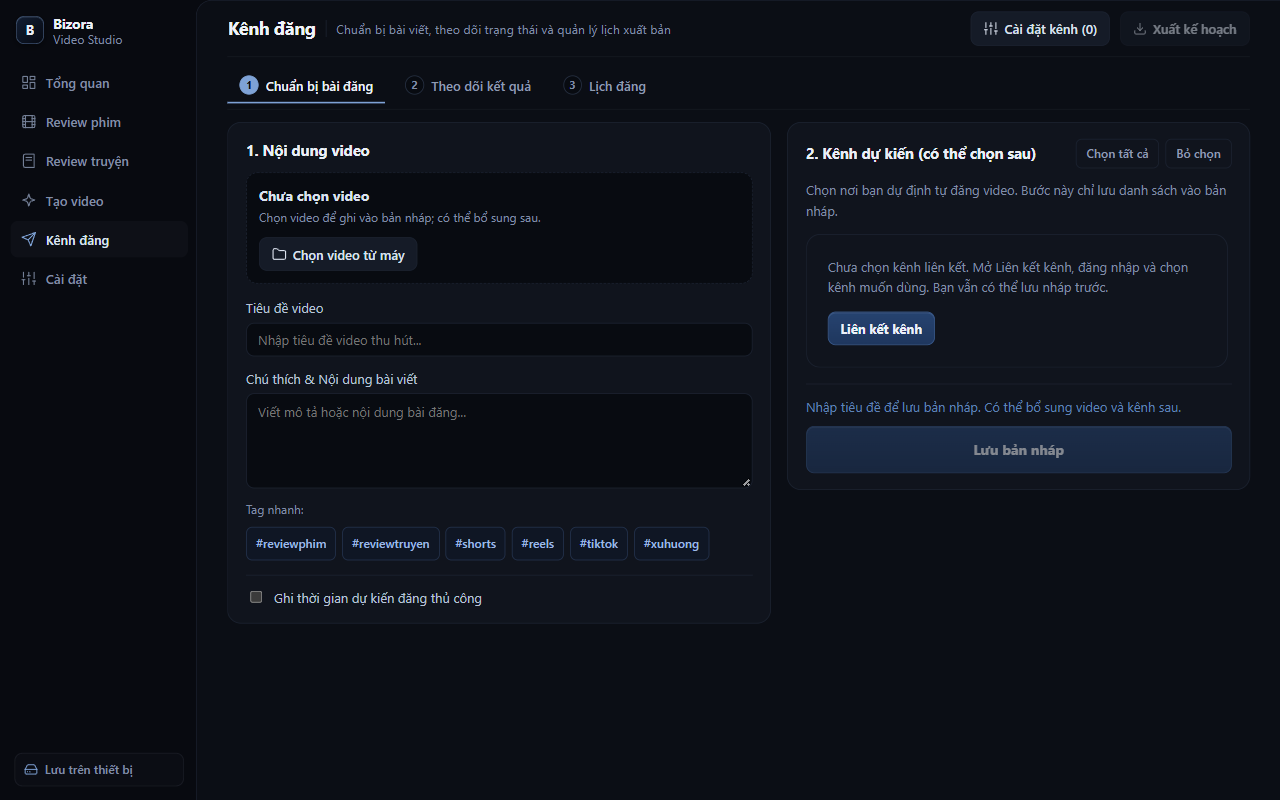 B
Bizora
Video Studio
Tổng quan
Review phim
Review truyện
Tạo video
Kênh đăng
Cài đặt
Lưu trên thiết bị
Kênh đăng
Chuẩn bị bài viết, theo dõi trạng thái và quản lý lịch xuất bản
Cài đặt kênh (0)
Xuất kế hoạch
1 Chuẩn bị bài đăng
2 Theo dõi kết quả
3 Lịch đăng
1. Nội dung video
Chưa chọn video
Chọn video để ghi vào bản nháp; có thể bổ sung sau.
Chọn video từ máy
Tiêu đề video
Nhập tiêu đề video thu hút...
Chú thích & Nội dung bài viết
Viết mô tả hoặc nội dung bài đăng...
Tag nhanh:
#reviewphim #reviewtruyen #shorts #reels #tiktok #xuhuong
Ghi thời gian dự kiến đăng thủ công
2. Kênh dự kiến (có thể chọn sau)
Chọn tất cả
Bỏ chọn
Chọn nơi bạn dự định tự đăng video. Bước này chỉ lưu danh sách vào bản
nháp.
Chưa chọn kênh liên kết. Mở Liên kết kênh, đăng nhập và chọn
kênh muốn dùng. Bạn vẫn có thể lưu nháp trước.
Liên kết kênh
Nhập tiêu đề để lưu bản nháp. Có thể bổ sung video và kênh sau.
Lưu bản nháp